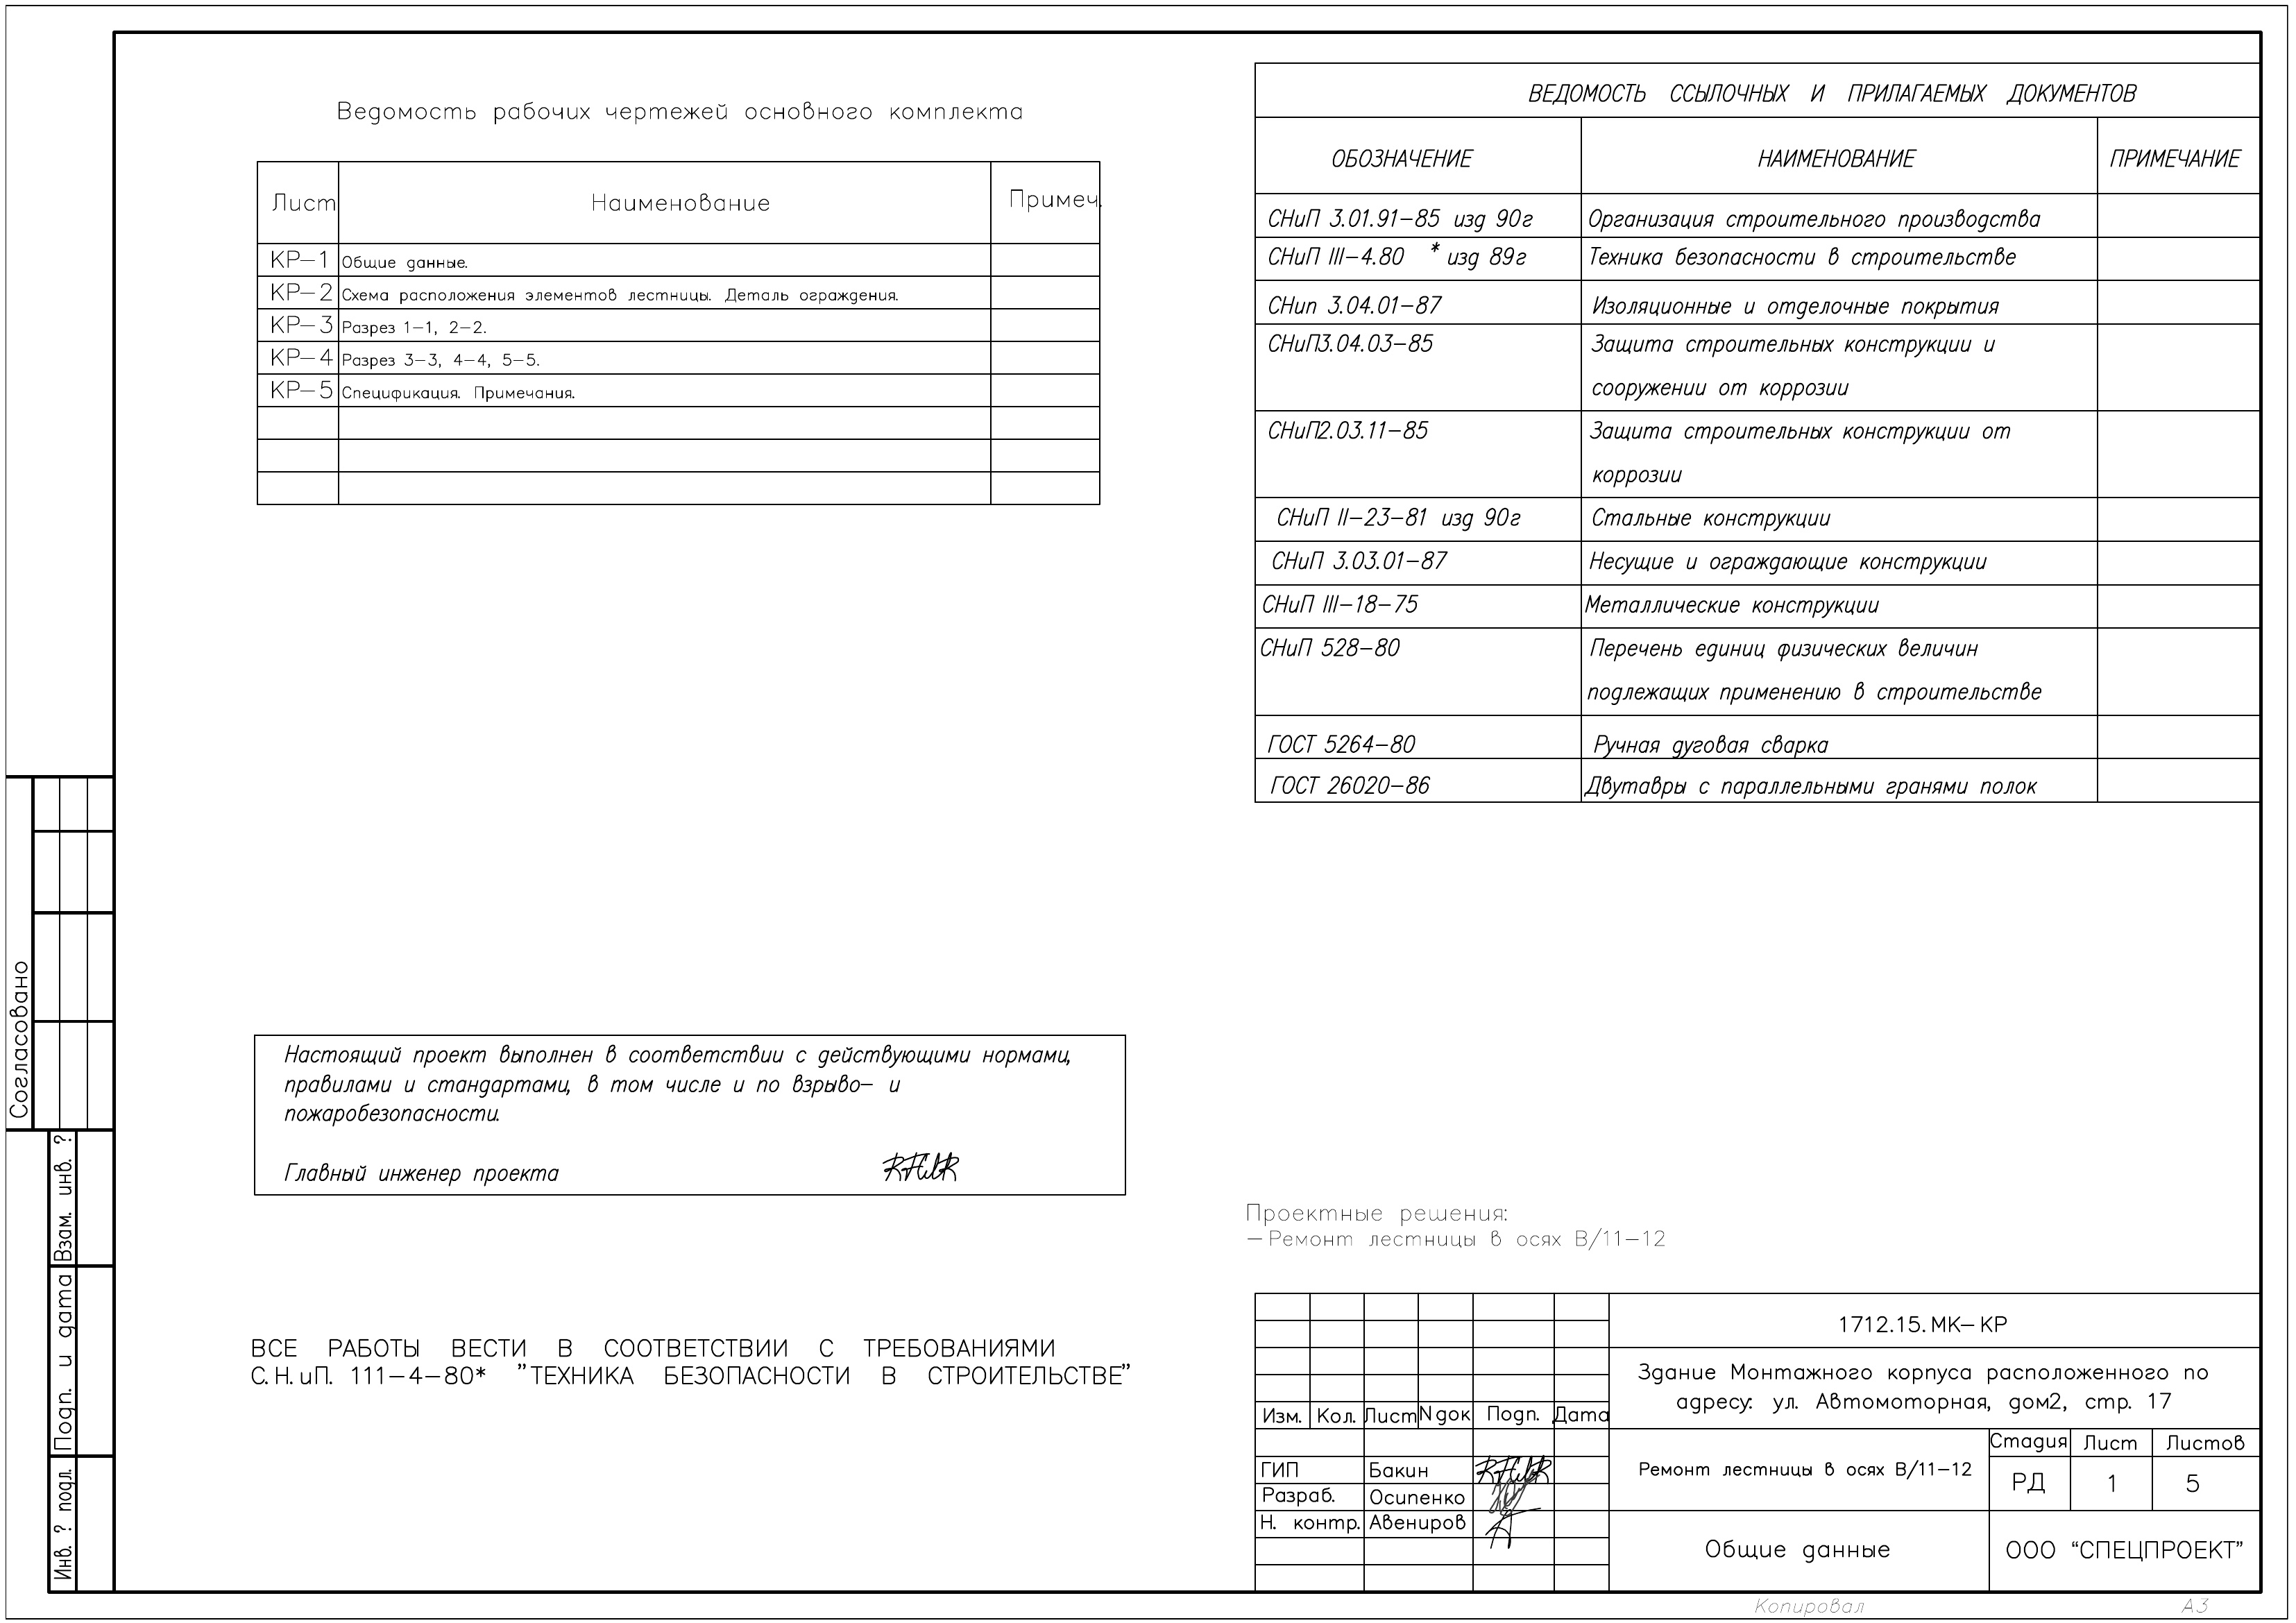 Ведомость рабочих чертежей основного комплекта
Лист Наименование Примеч.
КР-1 Общие данные.
КР-2 Схема расположения элементов лестницы. Деталь ограждения.
КР-3 Разрез 1-1, 2-2.
КР-4 Разрез 3-3, 4-4, 5-5.
КР-5 Спецификация. Примечания.
ВЕДОМОСТЬ ССЫЛОЧНЫХ И ПРИЛАГАЕМЫХ ДОКУМЕНТОВ
ОБОЗНАЧЕНИЕ НАИМЕНОВАНИЕ ПРИМЕЧАНИЕ
СНиП 3.01.91-85 изд 90г Организация строительного производства
СНиП III-4.80 * изд 89г Техника безопасности в строительстве
СНип 3.04.01-87 Изоляционные и отделочные покрытия
СНиП3.04.03-85 Защита строительных конструкции и
сооружении от коррозии
СНиП2.03.11-85 Защита строительных конструкции от
коррозии
СНиП II-23-81 изд 90г Стальные конструкции
СНиП 3.03.01-87 Несущие и ограждающие конструкции
СНиП III-18-75 Металлические конструкции
СНиП 528-80 Перечень единиц физических величин
подлежащих применению в строительстве
ГОСТ 5264-80 Ручная дуговая сварка
ГОСТ 26020-86 Двутавры с параллельными гранями полок
Настоящий проект выполнен в соответствии с действующими нормами,
правилами и стандартами, в том числе и по взрыво- и
пожаробезопасности.
Главный инженер проекта
ВСЕ РАБОТЫ ВЕСТИ В СООТВЕТСТВИИ С ТРЕБОВАНИЯМИ
С.Н.иП. 111-4-80* "ТЕХНИКА БЕЗОПАСНОСТИ В СТРОИТЕЛЬСТВЕ"
Проектные решения:
-Ремонт лестницы в осях В/11-12
1712.15.МК-КР
Здание Монтажного корпуса расположенного по
адресу: ул. Автомоторная, дом2, стр. 17
Изм. Кол. Лист Nдок Подп. Дата
Ремонт лестницы в осях В/11-12
Стадия Лист Листов
РД 1 5
ГИП Бакин
Разраб. Осипенко
Н. контр. Авениров
Общие данные
ООО “СПЕЦПРОЕКТ”
Копировал А3
Согласовано
Взам. инв. ?
Подп. и дата
Инв. ? подл.